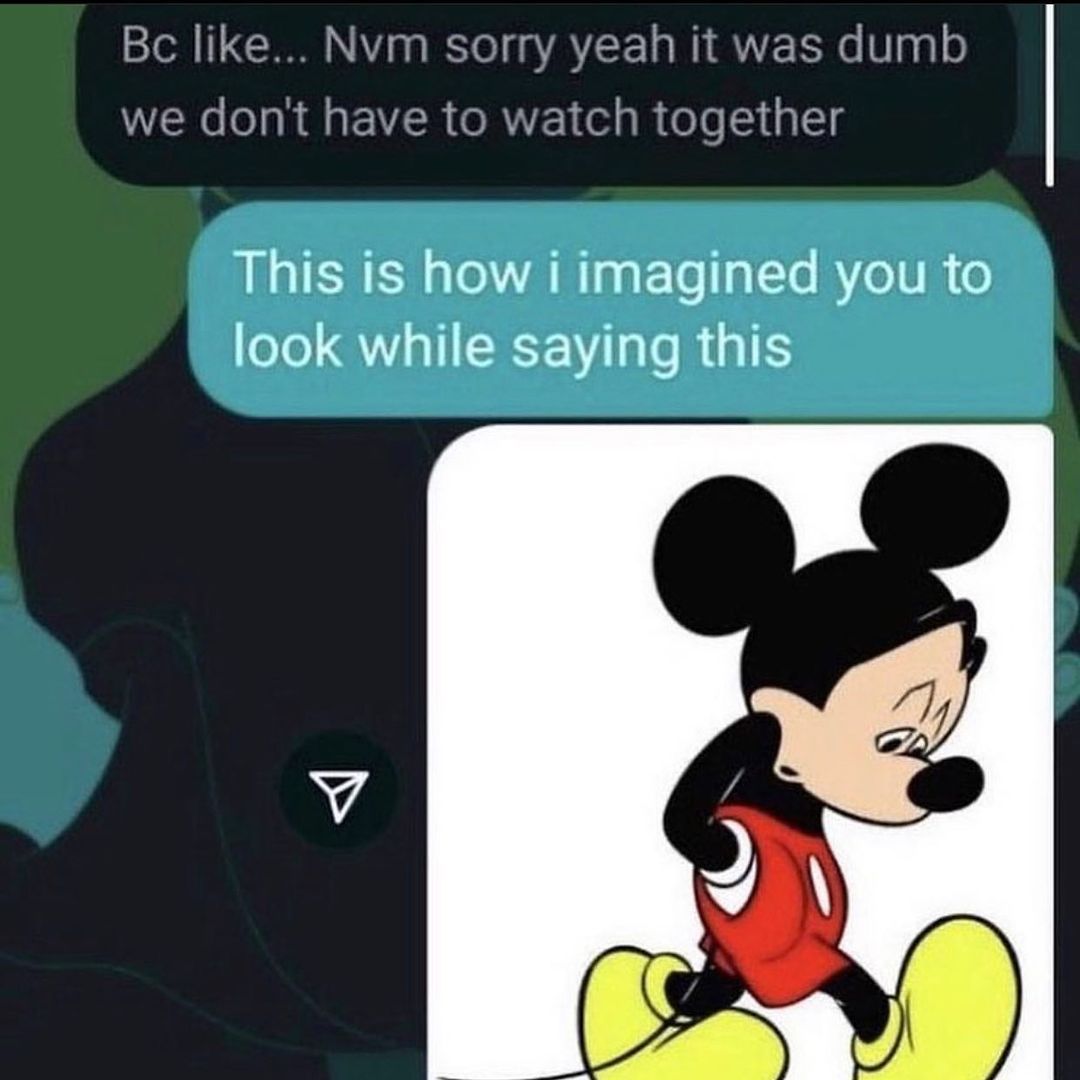 Bc like... Nvm sorry yeah it was dumb
we don't have to watch together
This is how i imagined you to
look while saying this